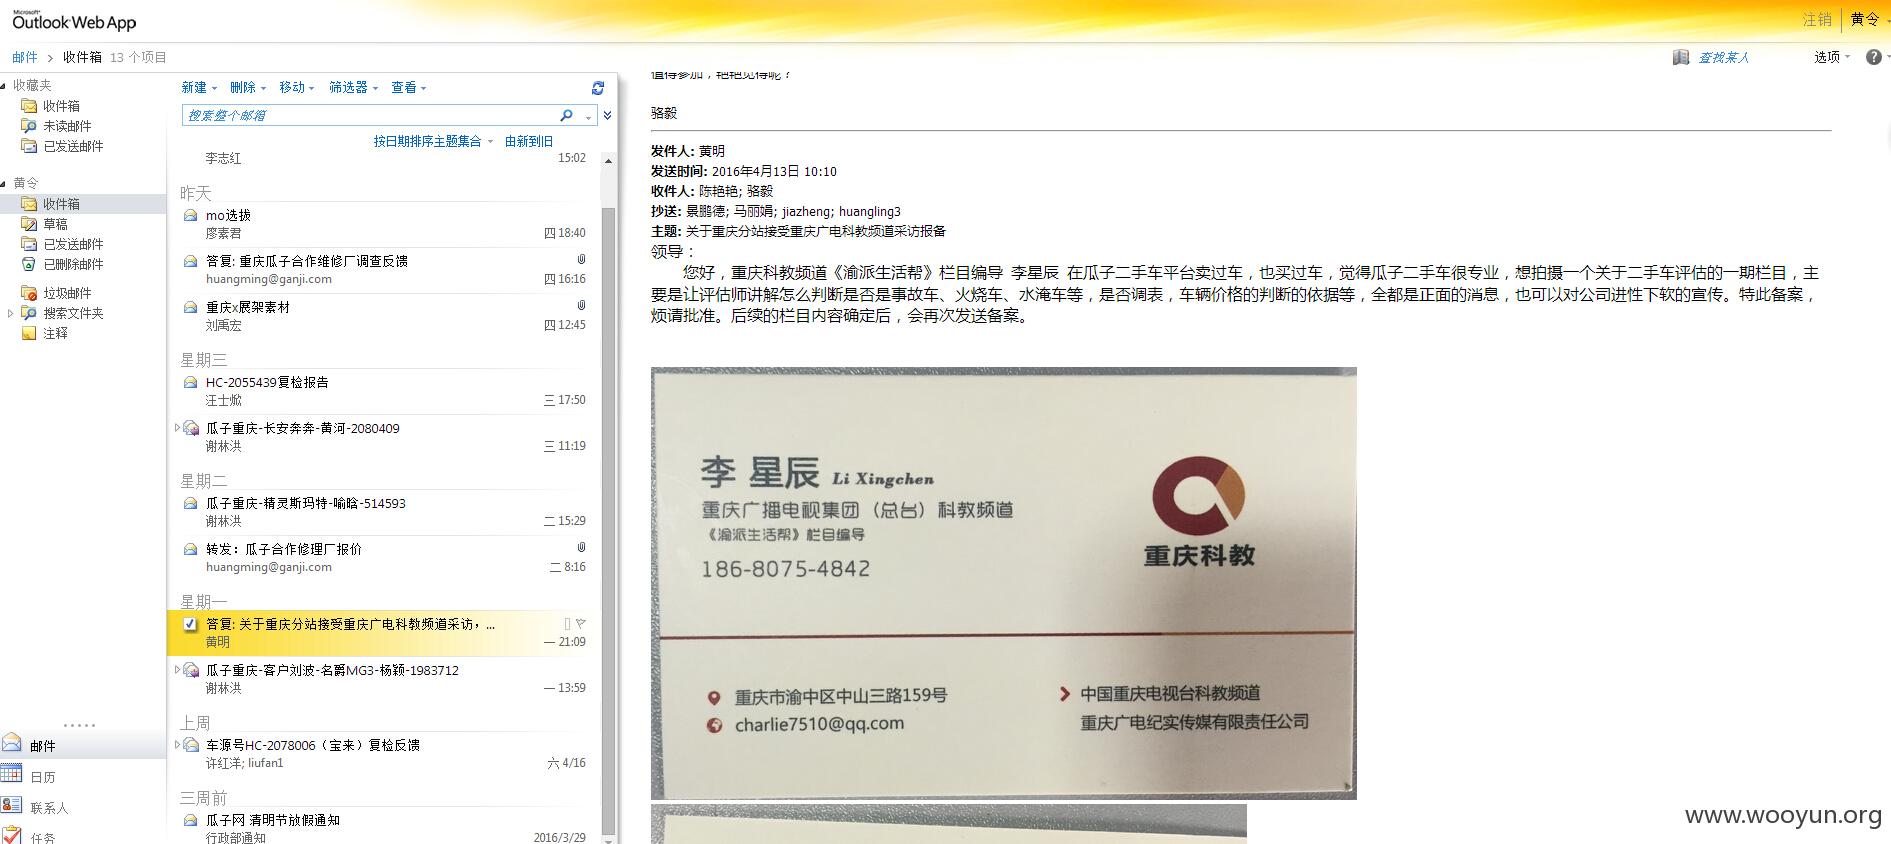 Microsoft®
Outlook Web App
注销 黄令
邮件 > 收件箱 13 个项目
查找某人 选项
收藏夹
收件箱
未读邮件
已发送邮件
黄令
收件箱
草稿
已发送邮件
已删除邮件
垃圾邮件
搜索文件夹
注释
邮件
日历
联系人
任务
新建 删除 移动 筛选器 查看
搜索整个邮箱
按日期排序主题集合 由新到旧
李志红 15:02
昨天
mo选拔
廖素君 四 18:40
答复: 重庆瓜子合作维修厂调查反馈
huangming@ganji.com 四 16:16
重庆x展架素材
刘禹宏 四 12:45
星期三
HC-2055439复检报告
汪士焮 三 17:50
瓜子重庆-长安奔奔-黄河-2080409
谢林洪 三 11:19
星期二
瓜子重庆-精灵斯玛特-喻晗-514593
谢林洪 二 15:29
转发：瓜子合作修理厂报价
huangming@ganji.com 二 8:16
星期一
答复: 关于重庆分站接受重庆广电科教频道采访，...
黄明 一 21:09
瓜子重庆-客户刘波-名爵MG3-杨颖-1983712
谢林洪 一 13:59
上周
车源号HC-2078006（宝来）复检反馈
许红洋; liufan1 六 4/16
三周前
瓜子网 清明节放假通知
行政部通知 2016/3/29
值得参加，艳艳觉得呢？
骆毅
发件人: 黄明
发送时间: 2016年4月13日 10:10
收件人: 陈艳艳; 骆毅
抄送: 景鹏德; 马丽娟; jiazheng; huangling3
主题: 关于重庆分站接受重庆广电科教频道采访报备
领导：
您好，重庆科教频道《渝派生活帮》栏目编导 李星辰 在瓜子二手车平台卖过车，也买过车，觉得瓜子二手车很专业，想拍摄一个关于二手车评估的一期栏目，主
要是让评估师讲解怎么判断是否是事故车、火烧车、水淹车等，是否调表，车辆价格的判断的依据等，全都是正面的消息，也可以对公司进性下软的宣传。特此备案，
烦请批准。后续的栏目内容确定后，会再次发送备案。
李星辰 Li Xingchen
重庆广播电视集团（总台）科教频道
《渝派生活帮》栏目编导
186-8075-4842
重庆科教
重庆市渝中区中山三路159号
charlie7510@qq.com
中国重庆电视台科教频道
重庆广电纪实传媒有限责任公司
www.wooyun.org